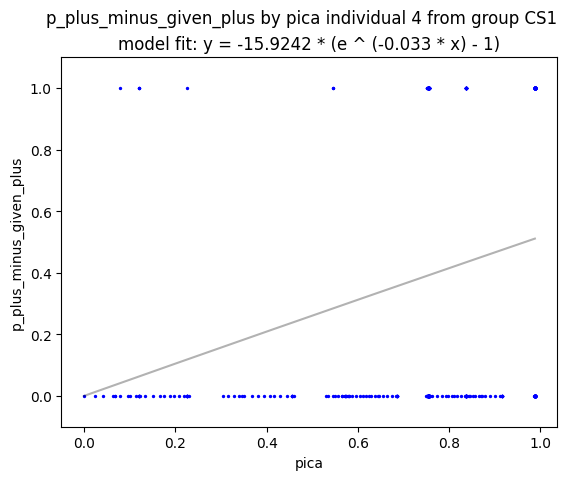 p_plus_minus_given_plus by pica individual 4 from group CS1
model fit: y = -15.9242 * (e ^ (-0.033 * x) - 1)
1.0
0.8
0.6
0.4
0.2
0.0
p_plus_minus_given_plus
0.0 0.2 0.4 0.6 0.8 1.0
pica